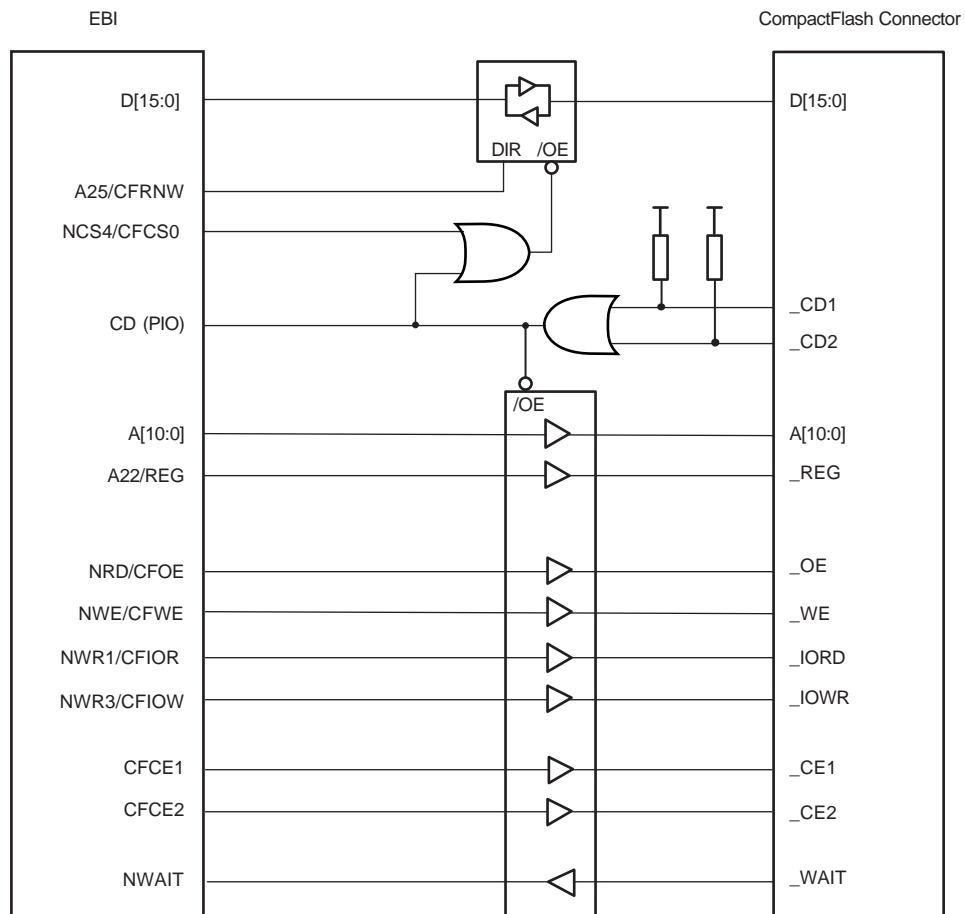 EBI CompactFlash Connector
D[15:0] D[15:0]
DIR /OE
A25/CFRNW
NCS4/CFCS0
_CD1
CD (PIO)
_CD2
/OE
A[10:0] A[10:0]
A22/REG _REG
NRD/CFOE _OE
NWE/CFWE _WE
NWR1/CFIOR _IORD
NWR3/CFIOW _IOWR
CFCE1 _CE1
CFCE2 _CE2
NWAIT _WAIT